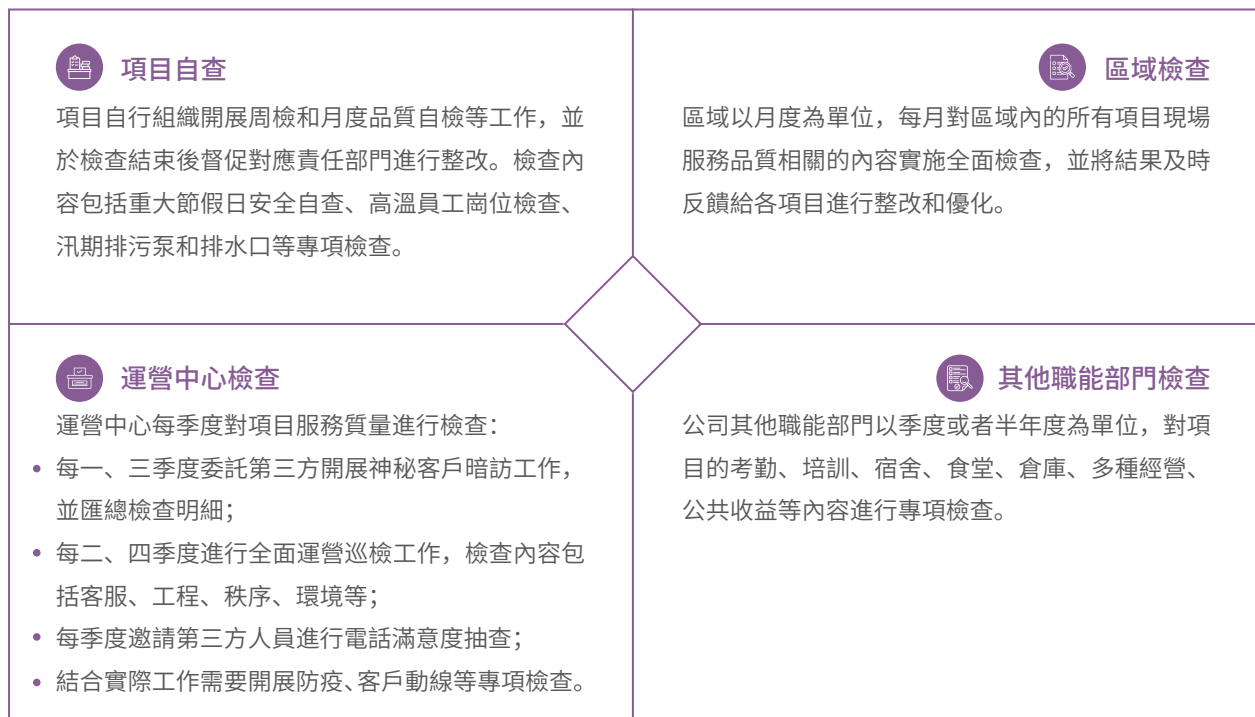 項目自查
項目自行組織開展周檢和月度品質自檢等工作，並
於檢查結束後督促對應責任部門進行整改。檢查內
容包括重大節假日安全自查、高溫員工崗位檢查、
汛期排污泵和排水口等專項檢查。
區域檢查
區域以月度為單位，每月對區域內的所有項目現場
服務品質相關的內容實施全面檢查，並將結果及時
反饋給各項目進行整改和優化。
運營中心檢查
運營中心每季度對項目服務質量進行檢查：
• 每一、三季度委託第三方開展神秘客戶暗訪工作，
並匯總檢查明細；
• 每二、四季度進行全面運營巡檢工作，檢查內容包
括客服、工程、秩序、環境等；
• 每季度邀請第三方人員進行電話滿意度抽查；
• 結合實際工作需要開展防疫、客戶動線等專項檢查。
其他職能部門檢查
公司其他職能部門以季度或者半年度為單位，對項
目的考勤、培訓、宿舍、食堂、倉庫、多種經營、
公共收益等內容進行專項檢查。